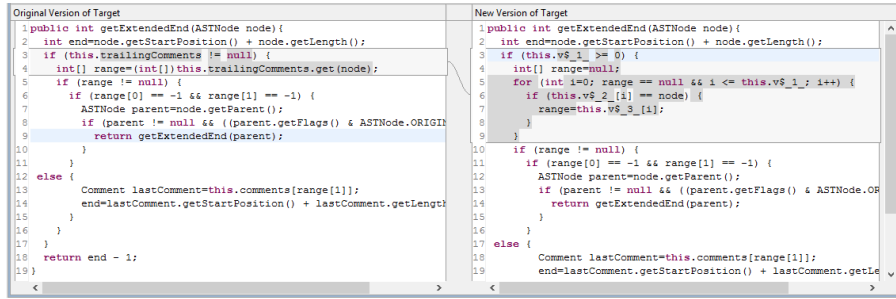 Original Version of Target
1 public int getExtendedEnd(ASTNode node){
2 int end=node.getStartPosition() + node.getLength();
3 if (this.trailingComments != null) {
4 int[] range=(int[])this.trailingComments.get(node);
5 if (range != null) {
6 if (range[0] == -1 && range[1] == -1) {
7 ASTNode parent=node.getParent();
8 if (parent != null && ((parent.getFlags() & ASTNode.ORIGIN
9 return getExtendedEnd(parent);
10 }
11 }
12 else {
13 Comment lastComment=this.comments[range[1]];
14 end=lastComment.getStartPosition() + lastComment.getLength
15 }
16 }
17 }
18 return end - 1;
19 }
New Version of Target
1 public int getExtendedEnd(ASTNode node){
2 int end=node.getStartPosition() + node.getLength();
3 if (this.v$_1_ >= 0) {
4 int[] range=null;
5 for (int i=0; range == null && i <= this.v$_1_; i++) {
6 if (this.v$_2_[i] == node) {
7 range=this.v$_3_[i];
8 }
9 }
10 if (range != null) {
11 if (range[0] == -1 && range[1] == -1) {
12 ASTNode parent=node.getParent();
13 if (parent != null && ((parent.getFlags() & ASTNode.OR
14 return getExtendedEnd(parent);
15 }
16 }
17 else {
18 Comment lastComment=this.comments[range[1]];
19 end=lastComment.getStartPosition() + lastComment.getLe